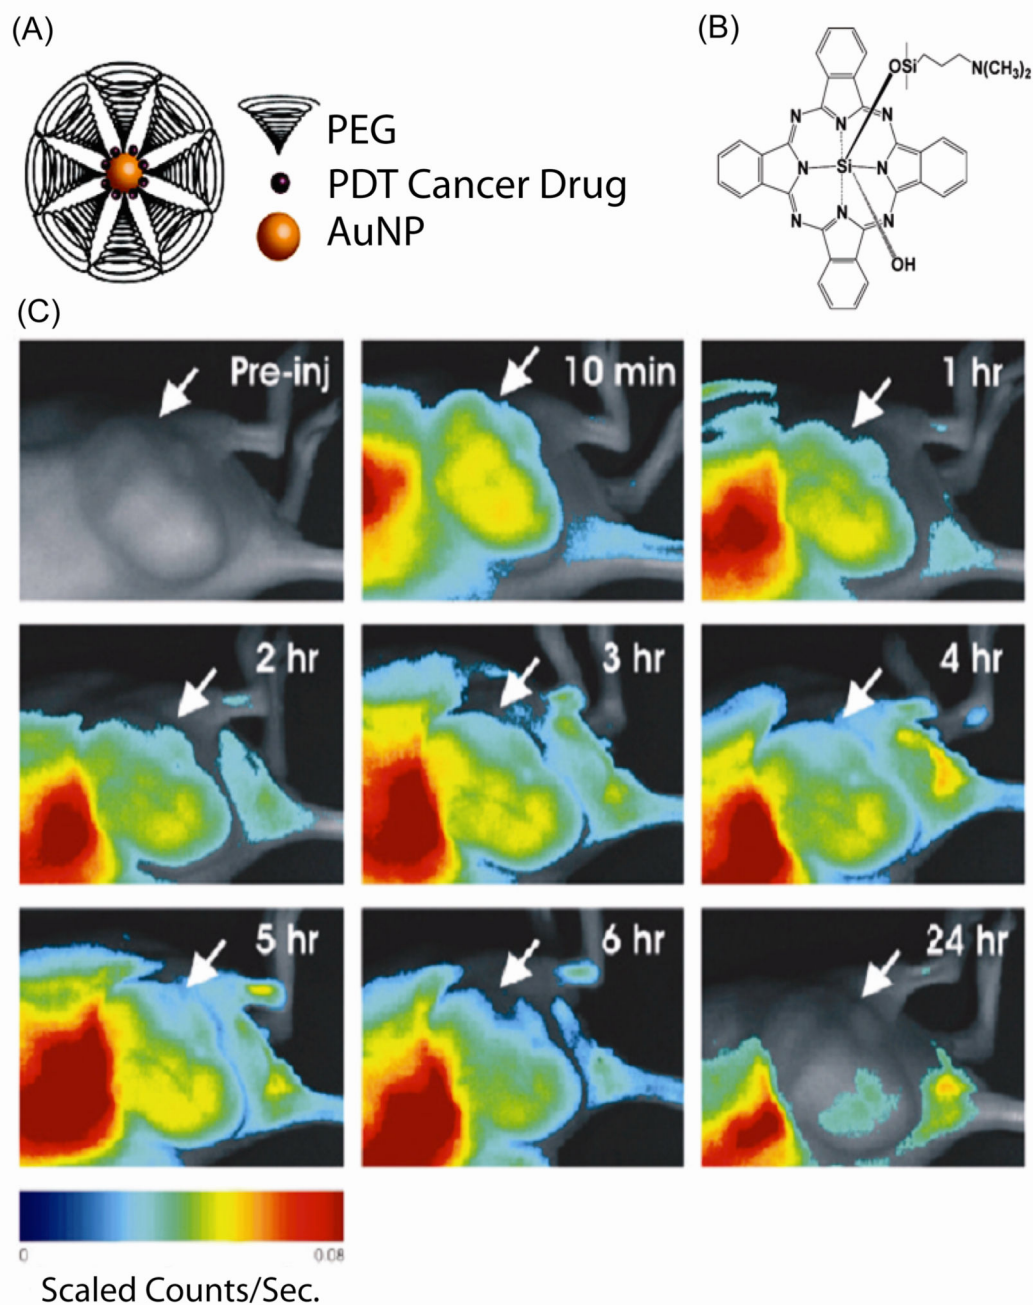 (A)
PEG
PDT Cancer Drug
AuNP
(B)
OSi
N(CH₃)₂
N
N
N
N
Si
N
N
N
N
OH
(C)
Pre-inj
10 min
1 hr
2 hr
3 hr
4 hr
5 hr
6 hr
24 hr
0
0.08
Scaled Counts/Sec.